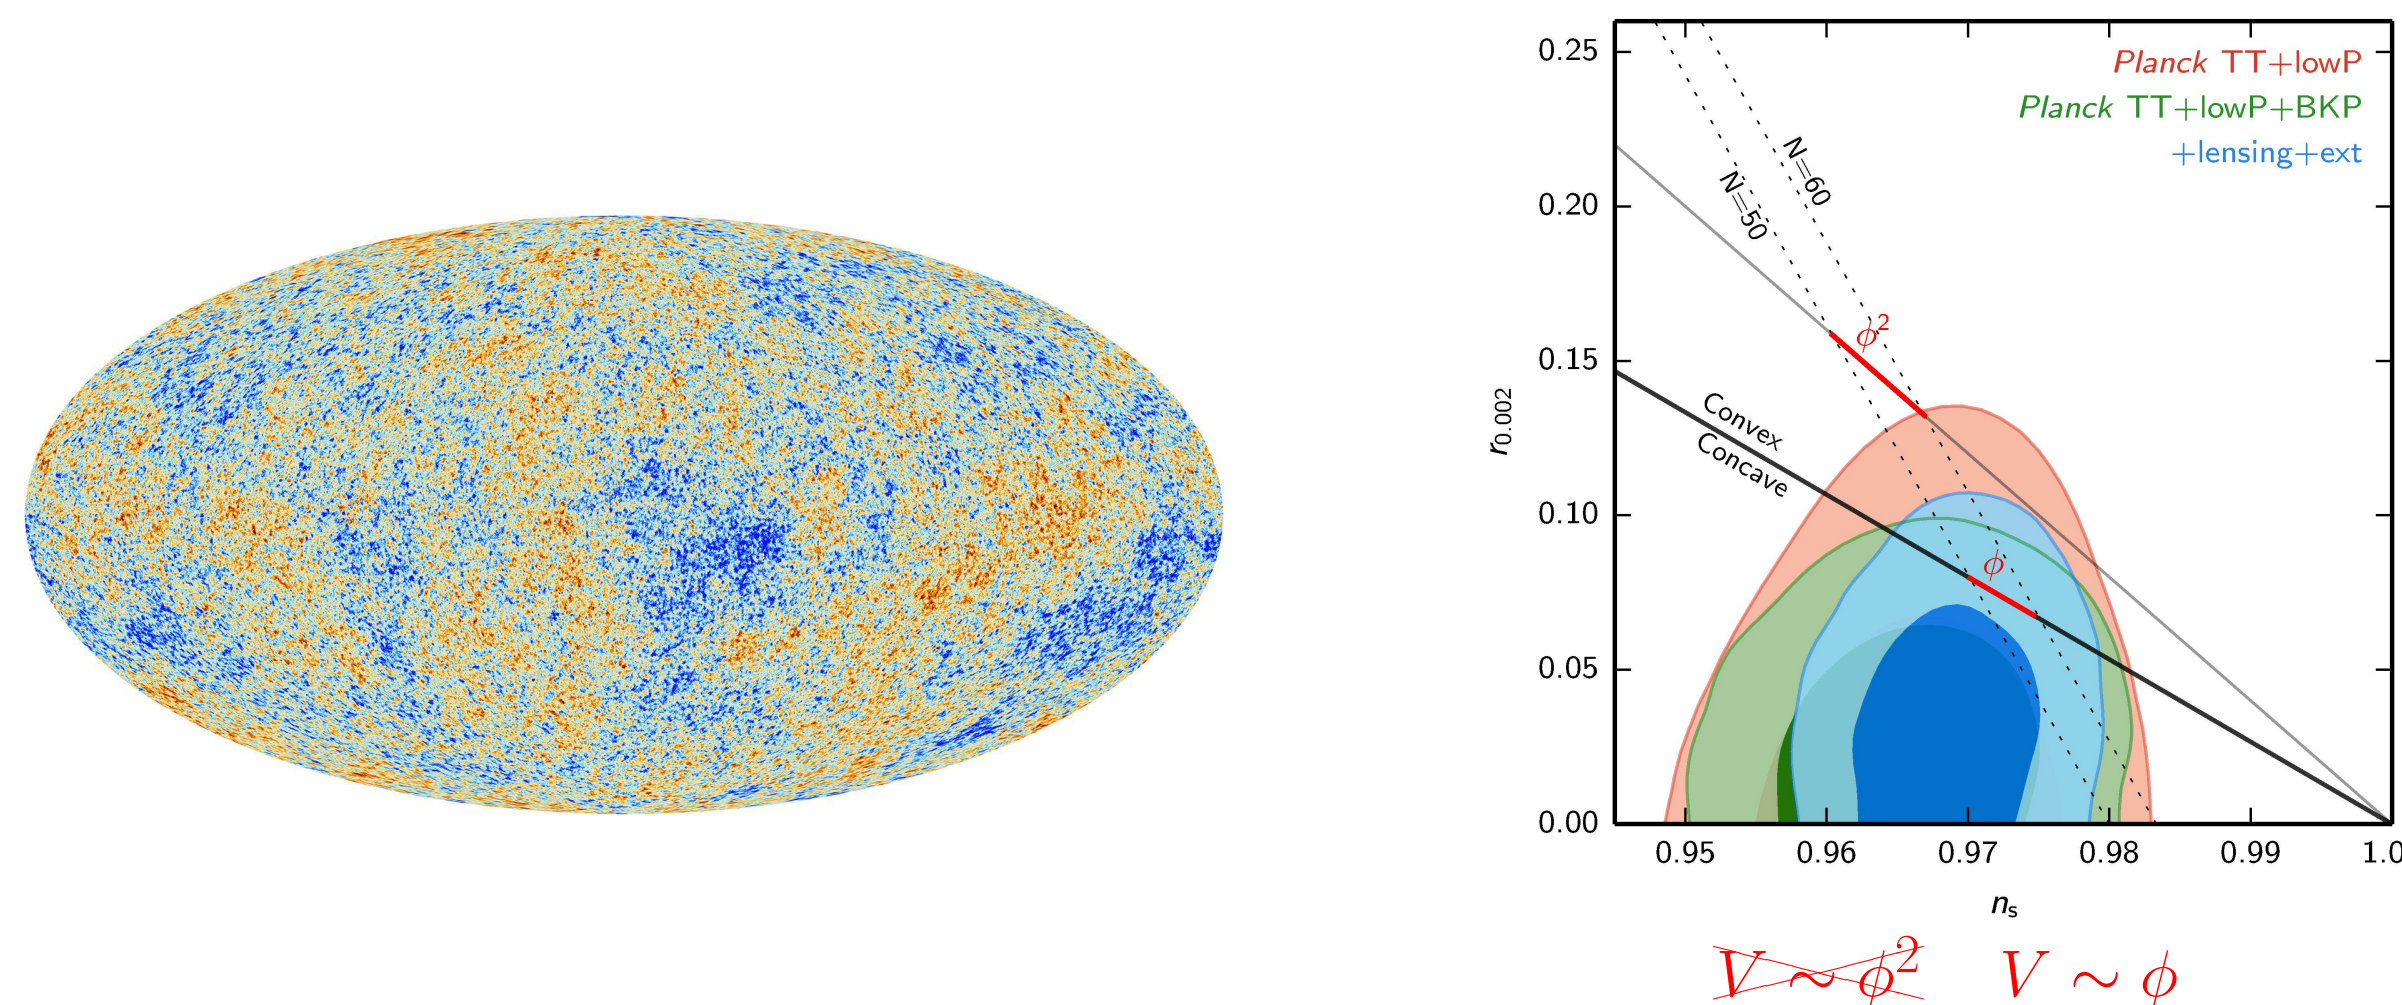 0.25
0.20
0.15
0.10
0.05
0.00
r0.002
Planck TT+lowP
Planck TT+lowP+BKP
+lensing+ext
N=60
N=50
ϕ²
Convex
Concave
ϕ
0.95 0.96 0.97 0.98 0.99 1.0
ns
V ∼ ϕ² V ∼ ϕ